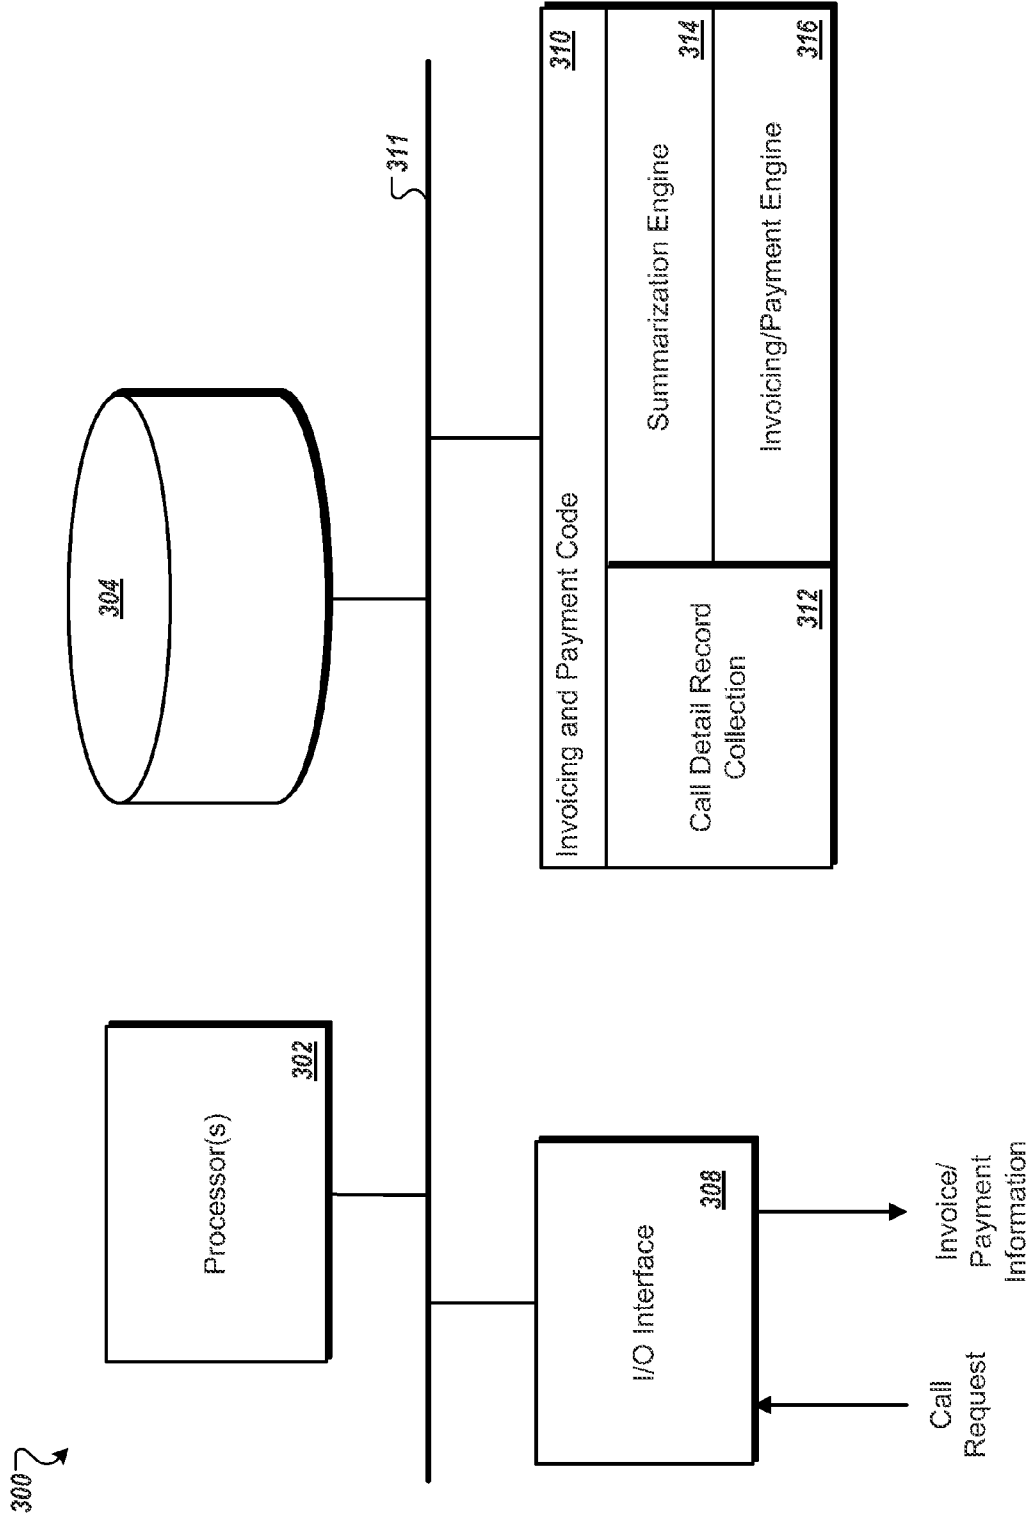 300
Processor(s)
302
304
311
I/O Interface
308
Call
Request
Invoice/
Payment
Information
Invoicing and Payment Code
310
Call Detail Record
Collection
312
Summarization Engine
314
Invoicing/Payment Engine
316